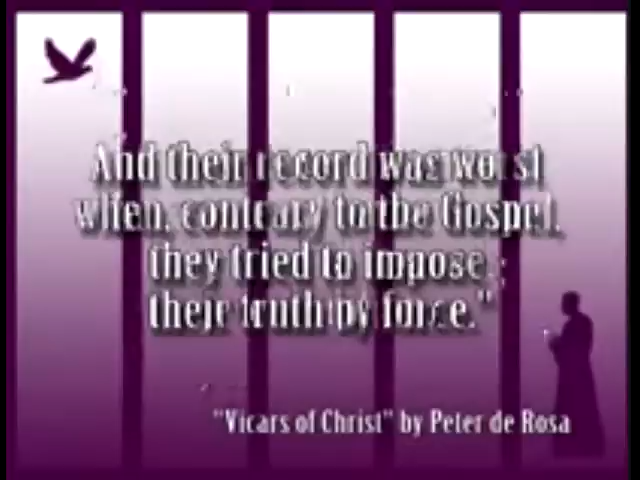 And their record was worst
when, contrary to the Gospel,
they tried to impose
their truth by force."
"Vicars of Christ" by Peter de Rosa